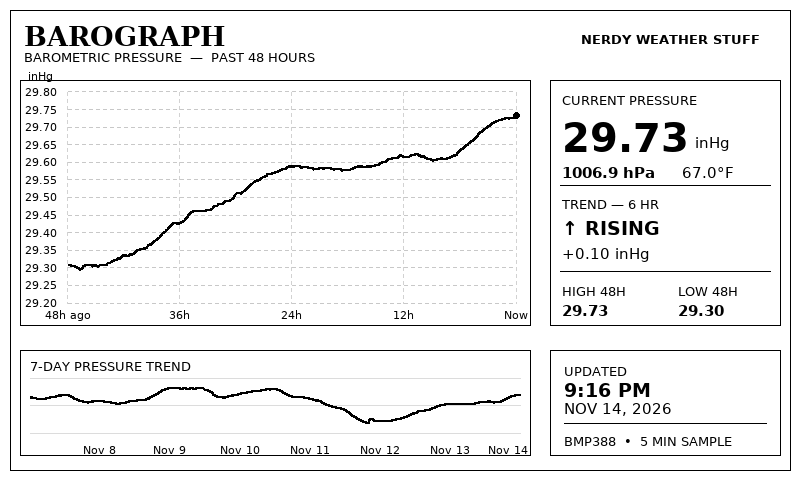 BAROGRAPH
BAROMETRIC PRESSURE — PAST 48 HOURS
NERDY WEATHER STUFF
inHg
29.80
29.75
29.70
29.65
29.60
29.55
29.50
29.45
29.40
29.35
29.30
29.25
29.20
48h ago 36h 24h 12h Now
CURRENT PRESSURE
29.73 inHg
1006.9 hPa 67.0°F
TREND — 6 HR
↑ RISING
+0.10 inHg
HIGH 48H LOW 48H
29.73 29.30
7-DAY PRESSURE TREND
Nov 8 Nov 9 Nov 10 Nov 11 Nov 12 Nov 13 Nov 14
UPDATED
9:16 PM
NOV 14, 2026
BMP388 • 5 MIN SAMPLE